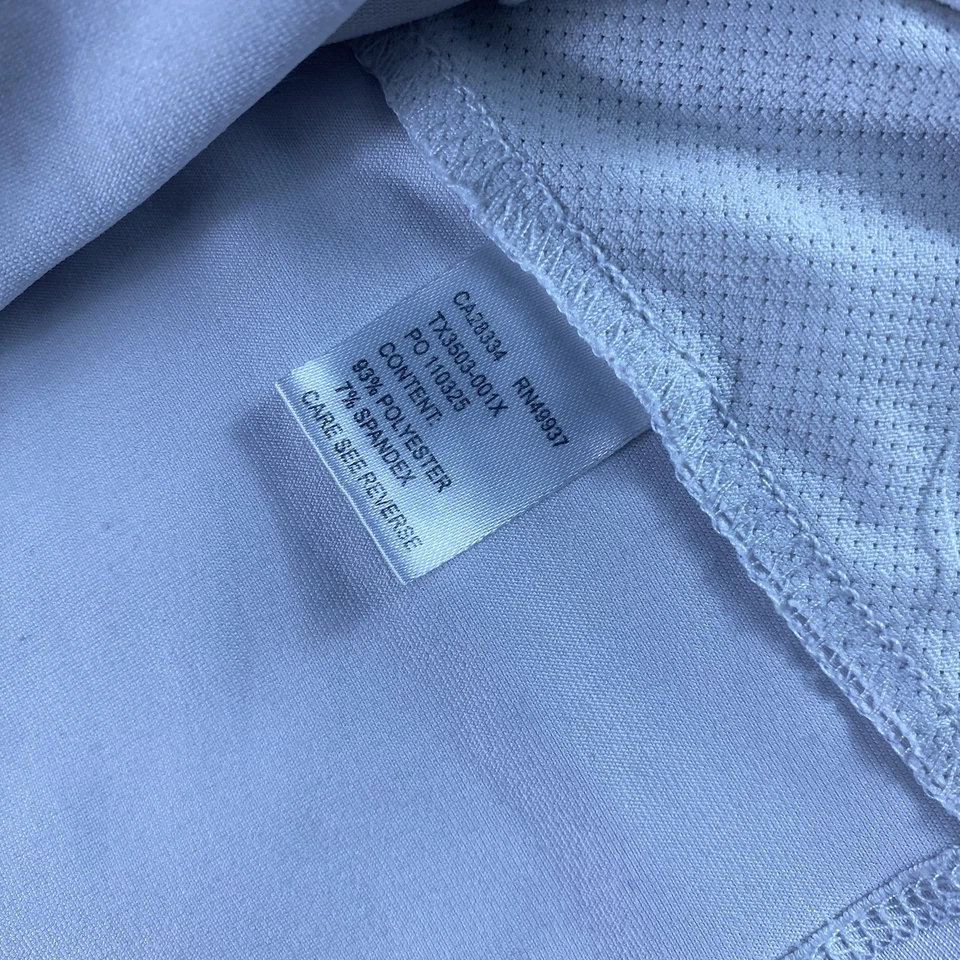 CA28334 RN49937
TX3503-001X
PO 110325
CONTENT:
93% POLYESTER
7% SPANDEX
CARE SEE REVERSE